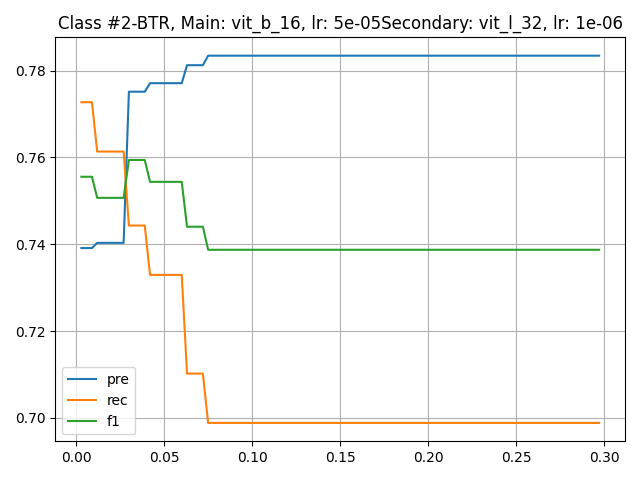 Class #2-BTR, Main: vit_b_16, lr: 5e-05Secondary: vit_l_32, lr: 1e-06
0.78
0.76
0.74
0.72
0.70
pre
rec
f1
0.00 0.05 0.10 0.15 0.20 0.25 0.30